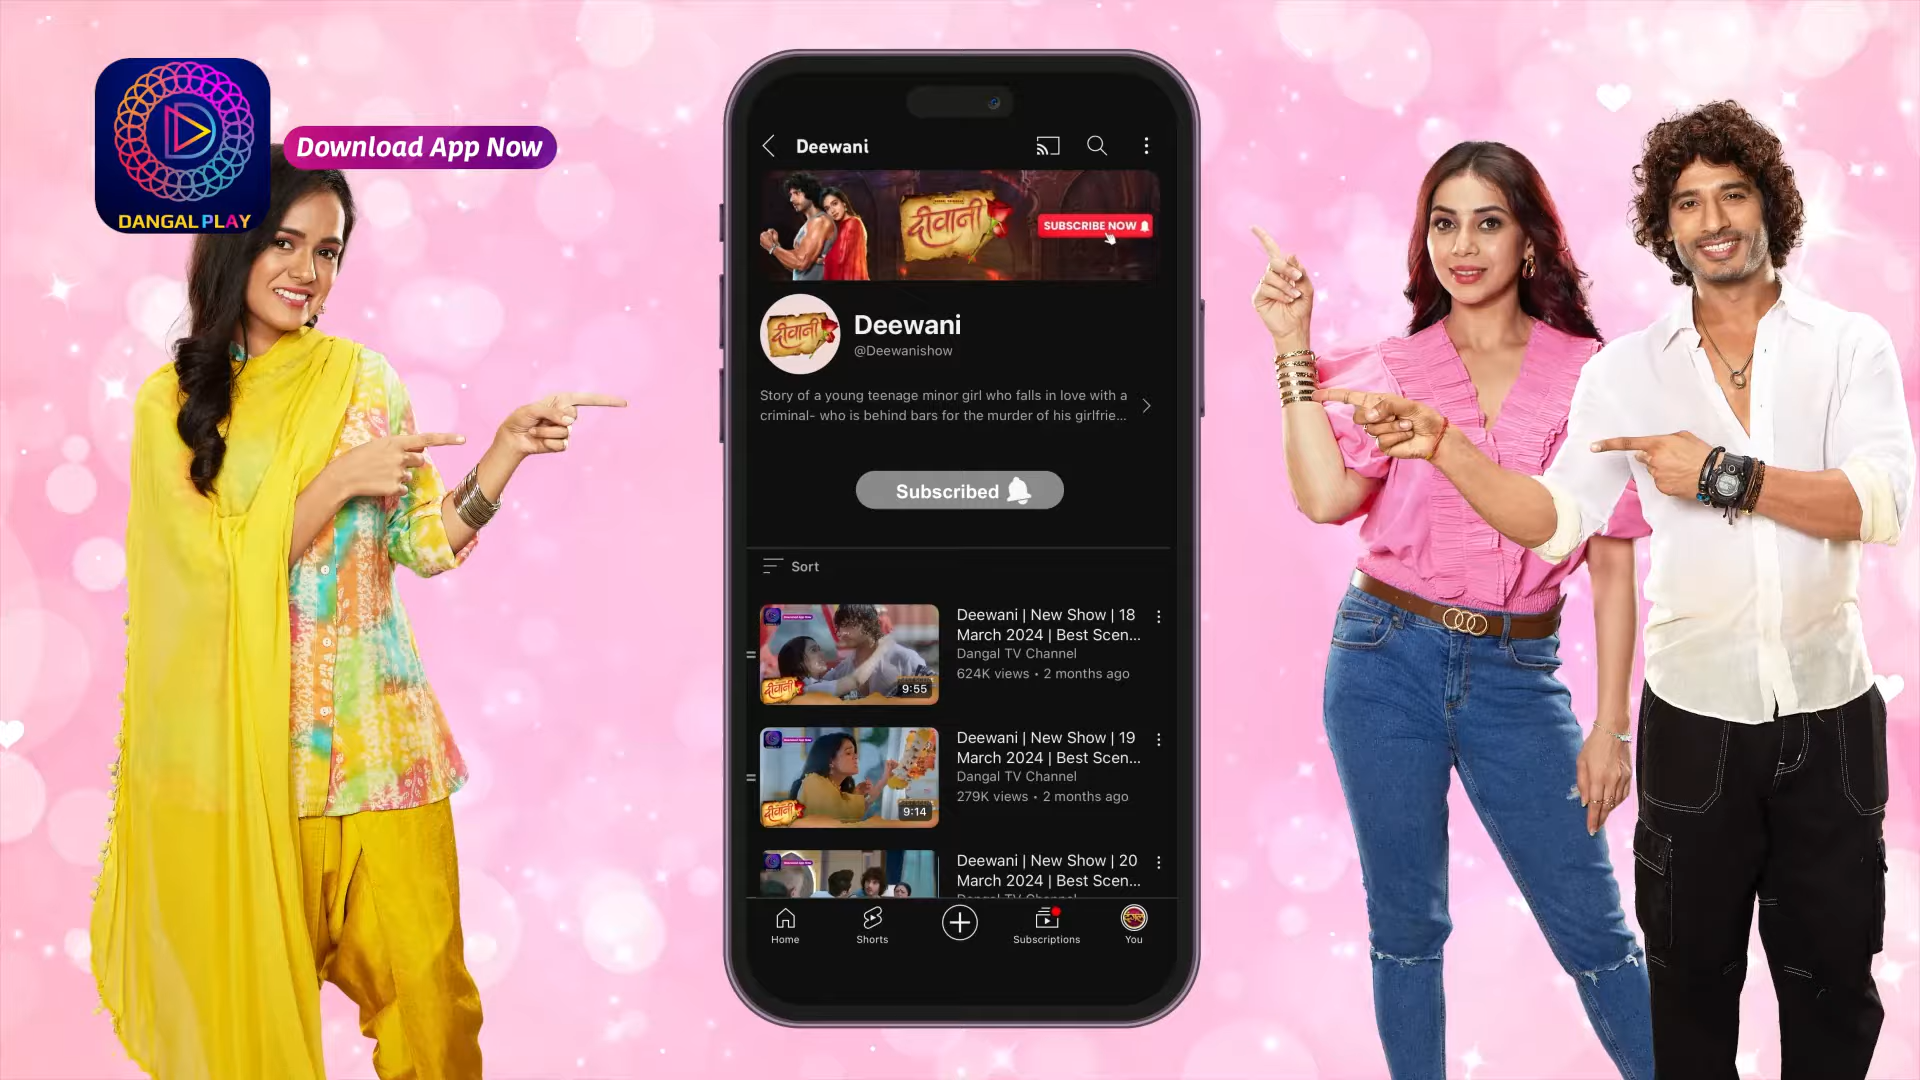 DANGAL PLAY
Download App Now
Deewani
दीवानी
SUBSCRIBE NOW
दीवानी
Deewani
@Deewanishow
Story of a young teenage minor girl who falls in love with a
criminal- who is behind bars for the murder of his girlfrie...
Subscribed
Sort
Deewani | New Show | 18
March 2024 | Best Scen...
Dangal TV Channel
624K views • 2 months ago
दीवानी
9:55
Deewani | New Show | 19
March 2024 | Best Scen...
Dangal TV Channel
279K views • 2 months ago
दीवानी
9:14
Deewani | New Show | 20
March 2024 | Best Scen...
Dangal TV Channel
Home
Shorts
Subscriptions
You